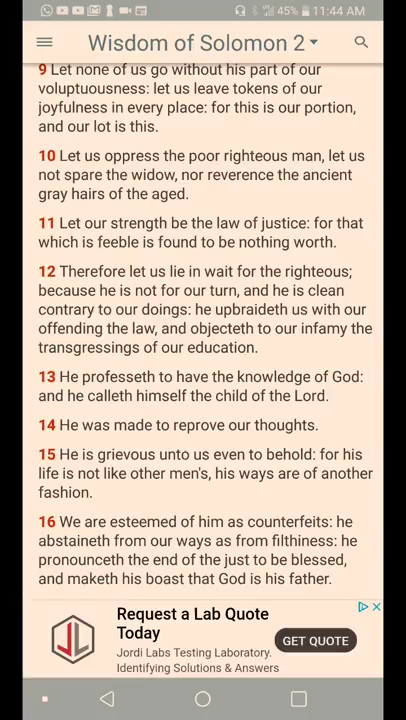 45% 11:44 AM
Wisdom of Solomon 2
9 Let none of us go without his part of our
voluptuousness: let us leave tokens of our
joyfulness in every place: for this is our portion,
and our lot is this.
10 Let us oppress the poor righteous man, let us
not spare the widow, nor reverence the ancient
gray hairs of the aged.
11 Let our strength be the law of justice: for that
which is feeble is found to be nothing worth.
12 Therefore let us lie in wait for the righteous;
because he is not for our turn, and he is clean
contrary to our doings: he upbraideth us with our
offending the law, and objecteth to our infamy the
transgressings of our education.
13 He professeth to have the knowledge of God:
and he calleth himself the child of the Lord.
14 He was made to reprove our thoughts.
15 He is grievous unto us even to behold: for his
life is not like other men's, his ways are of another
fashion.
16 We are esteemed of him as counterfeits: he
abstaineth from our ways as from filthiness: he
pronounceth the end of the just to be blessed,
and maketh his boast that God is his father.
JL
Request a Lab Quote
Today
Jordi Labs Testing Laboratory.
Identifying Solutions & Answers
GET QUOTE